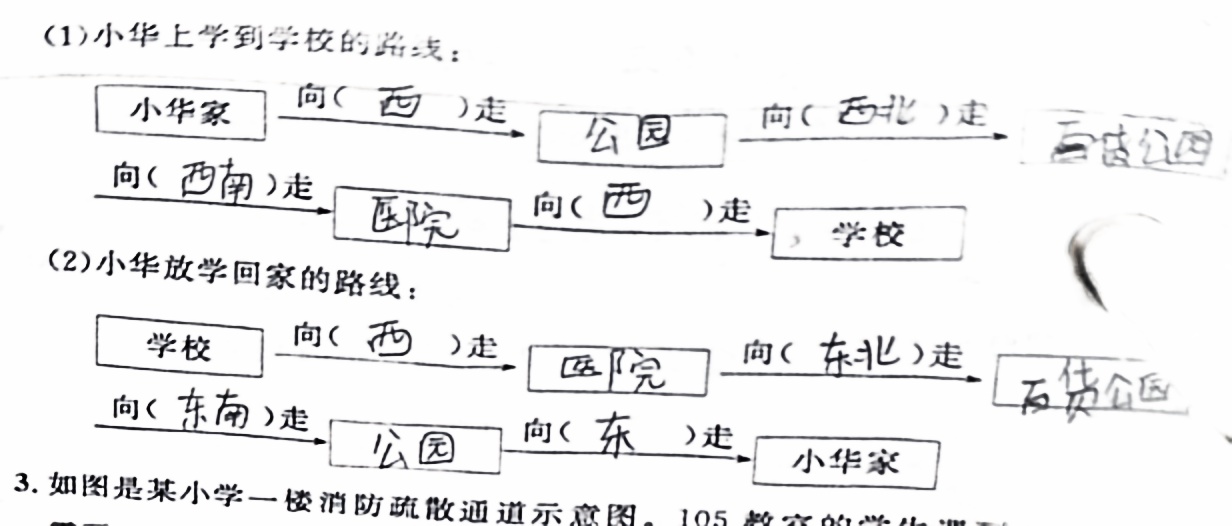 (1)小华上学到学校的路线：
小华家 向( 西 )走 公园 向( 西北 )走 百货公园
向( 西南 )走 医院 向( 西 )走 学校
(2)小华放学回家的路线：
学校 向( 西 )走 医院 向( 东北 )走 百货公园
向( 东南 )走 公园 向( 东 )走 小华家
3. 如图是某小学一楼消防疏散通道示意图。105 教室的学生遇到